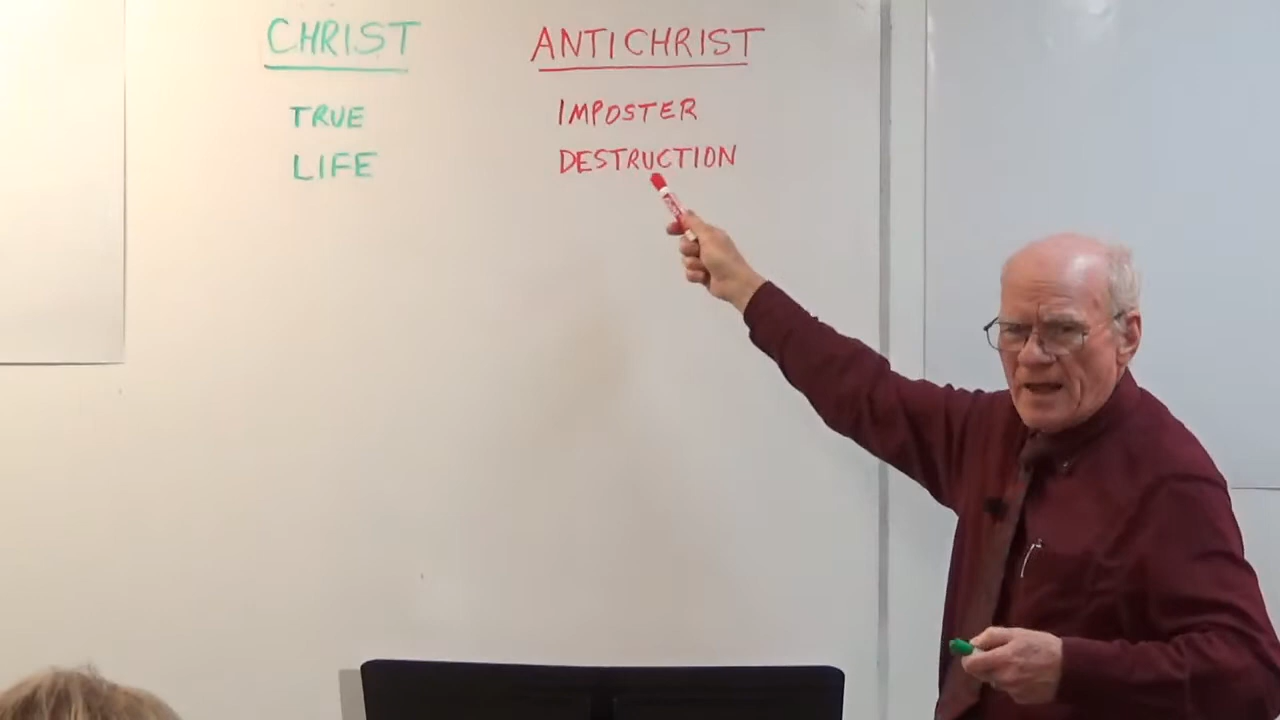 CHRIST
ANTICHRIST
TRUE
IMPOSTER
LIFE
DESTRUCTION